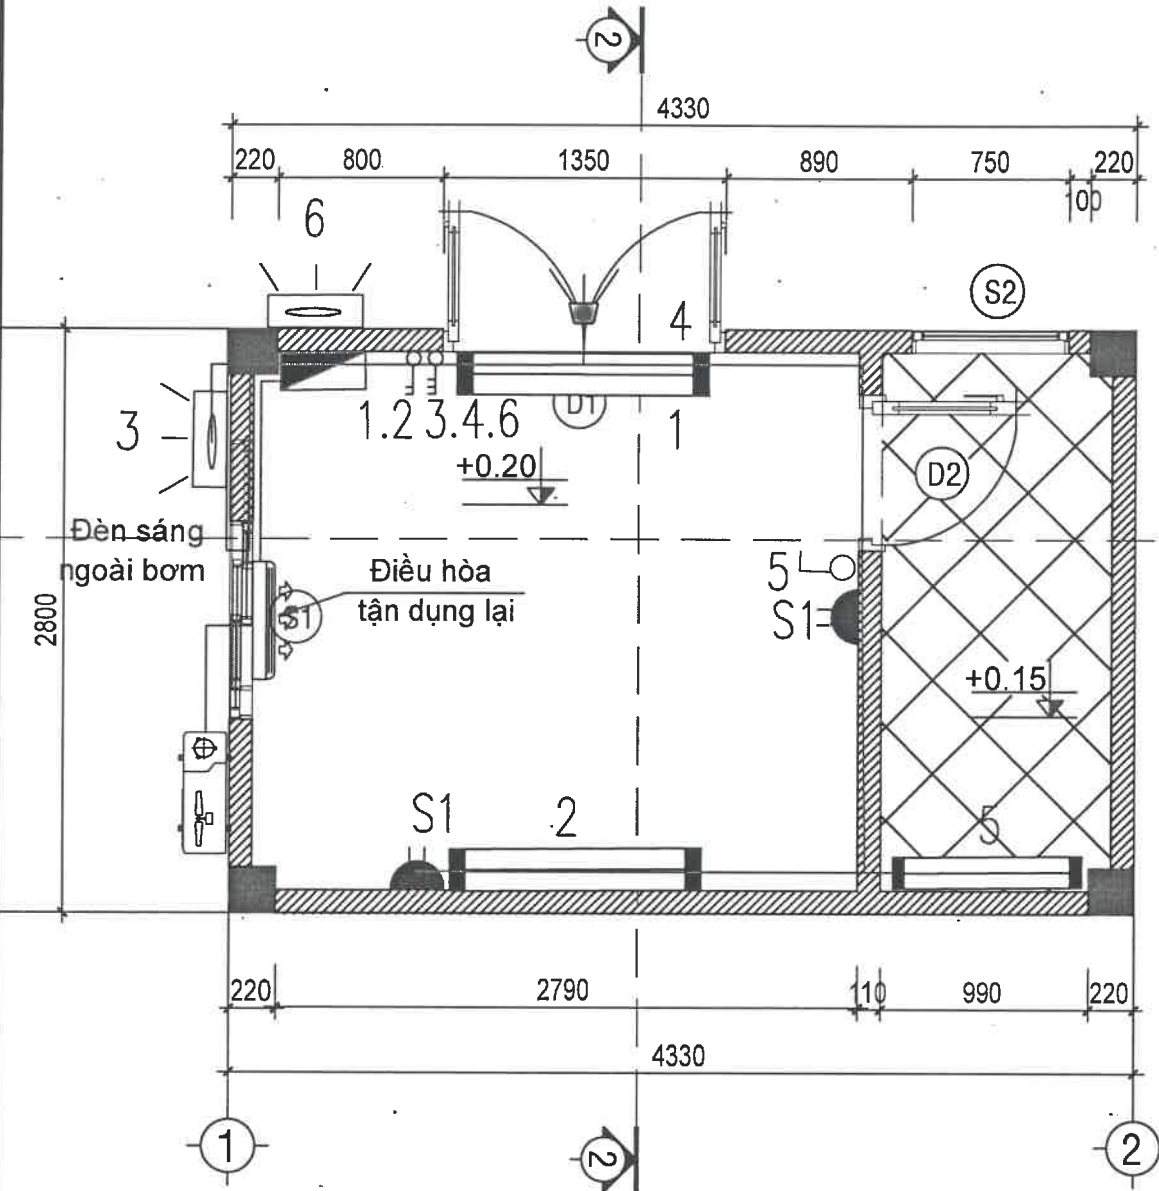 2
4330
220 800 1350 890 750 220
100
6
S2
4
3
1.2 3.4.6
D1
1
+0.20
D2
Đèn sáng
ngoài bơm
Điều hòa
tận dụng lại
5
S1
S1
2800
+0.15
S1
2
5
220 2790 110 990 220
4330
1
2
2